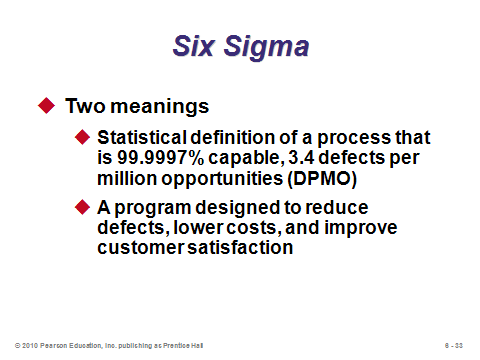 Six Sigma
Two meanings
Statistical definition of a process that
is 99.9997% capable, 3.4 defects per
million opportunities (DPMO)
A program designed to reduce
defects, lower costs, and improve
customer satisfaction
© 2010 Pearson Education, Inc. publishing as Prentice Hall
6 - 33